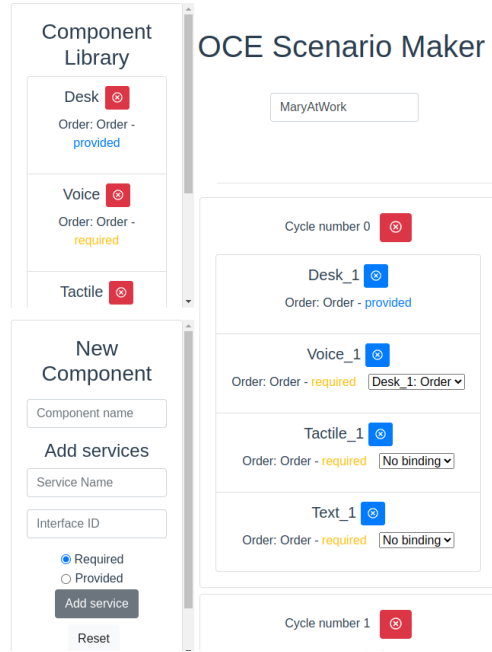 Component
Library
Desk
Order: Order -
provided
Voice
Order: Order -
required
Tactile
New
Component
Component name
Add services
Service Name
Interface ID
Required
Provided
Add service
Reset
OCE Scenario Maker
MaryAtWork
Cycle number 0
Desk_1
Order: Order - provided
Voice_1
Order: Order - required Desk_1: Order
Tactile_1
Order: Order - required No binding
Text_1
Order: Order - required No binding
Cycle number 1